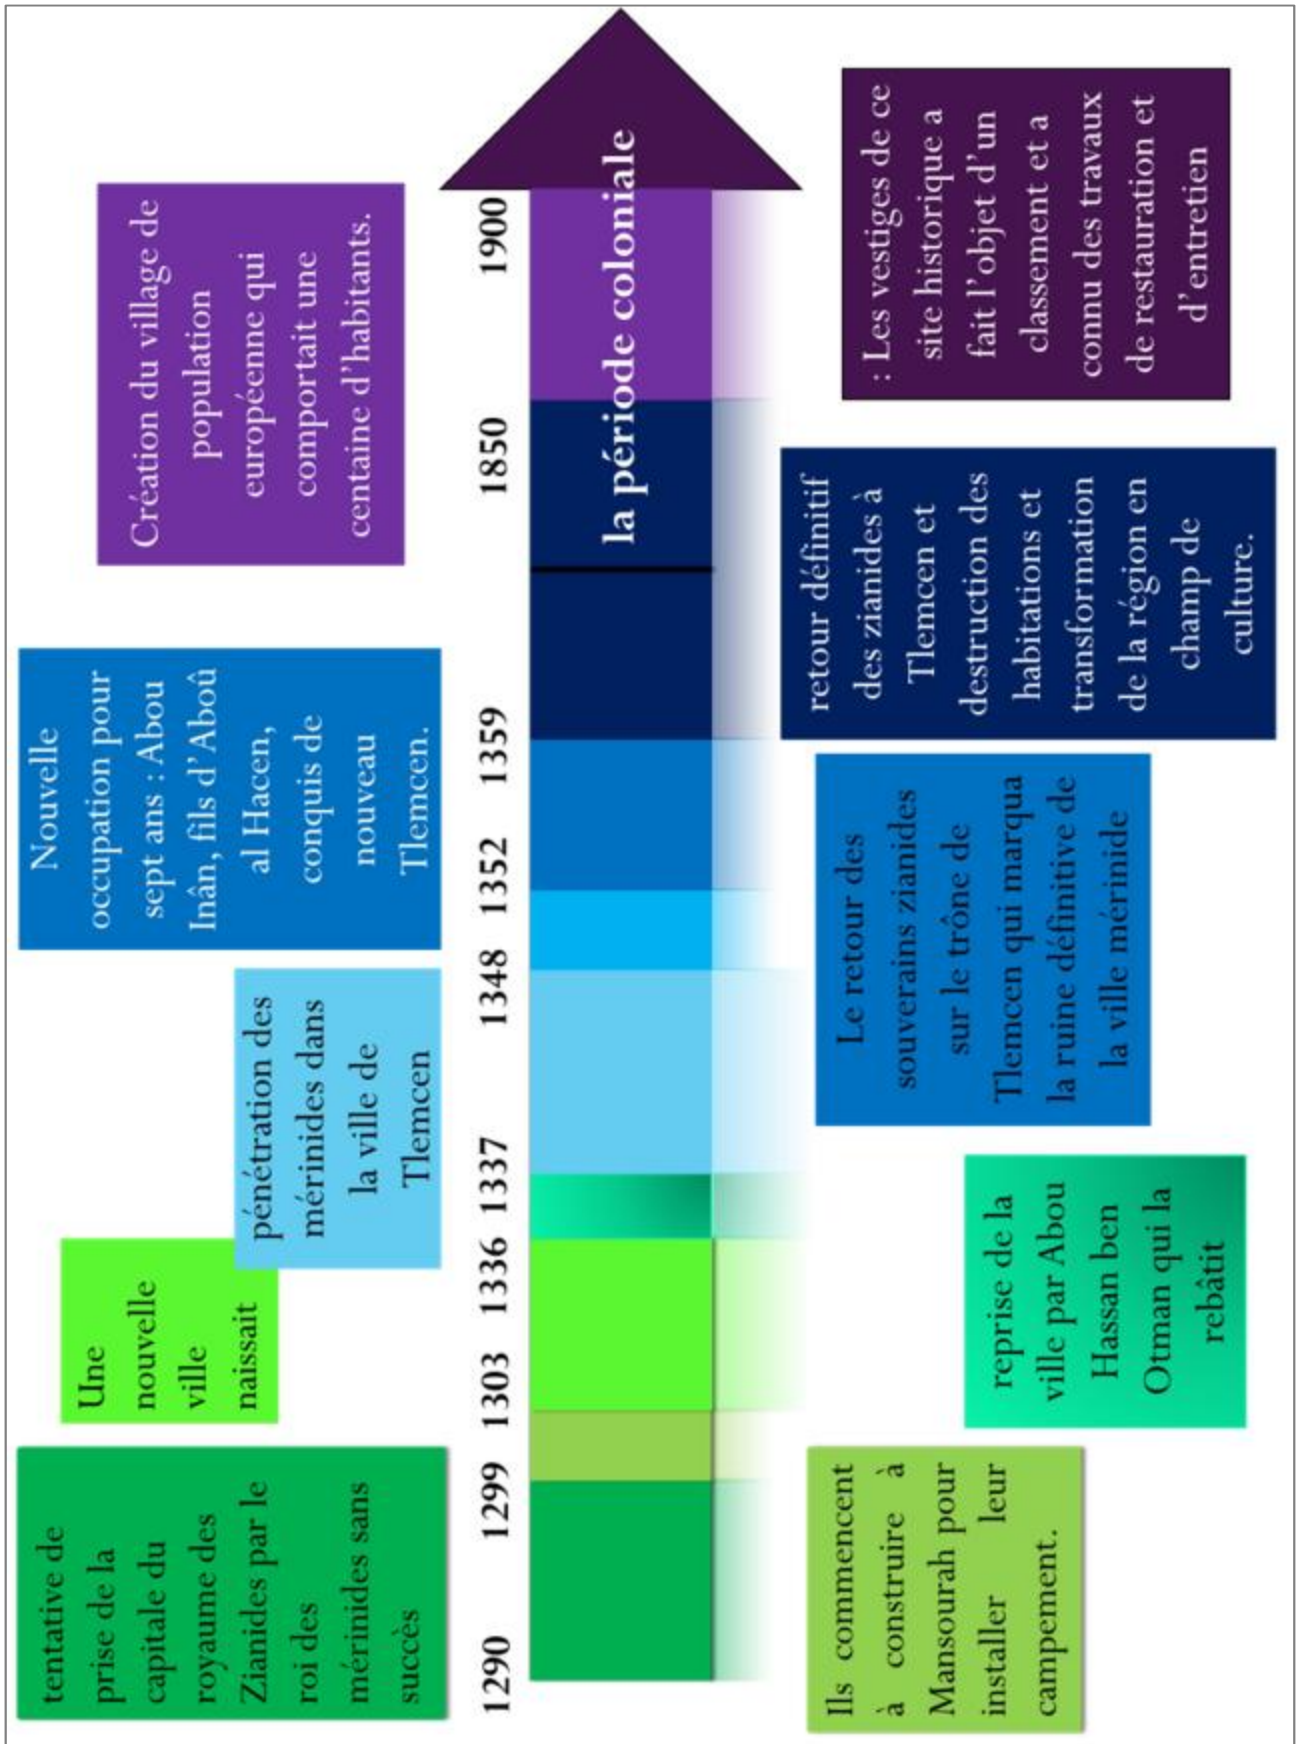 tentative de
prise de la
capitale du
royaume des
Zianides par le
roi des
mérinides sans
succès
Une
nouvelle
ville
naissait
pénétration des
mérinides dans
la ville de
Tlemcen
Nouvelle
occupation pour
sept ans : Abou
Inân, fils d'Aboû
al Hacen,
conquis de
nouveau
Tlemcen.
Création du village de
population
européenne qui
comportait une
centaine d'habitants.
1290 1299 1303 1336 1337 1348 1352 1359 1850 1900
la période coloniale
Ils commencent
à construire à
Mansourah pour
installer leur
campement.
reprise de la
ville par Abou
Hassan ben
Otman qui la
rebâtit
Le retour des
souverains zianides
sur le trône de
Tlemcen qui marqua
la ruine définitive de
la ville mérinide
retour définitif
des zianides à
Tlemcen et
destruction des
habitations et
transformation
de la région en
champ de
culture.
: Les vestiges de ce
site historique a
fait l'objet d'un
classement et a
connu des travaux
de restauration et
d'entretien